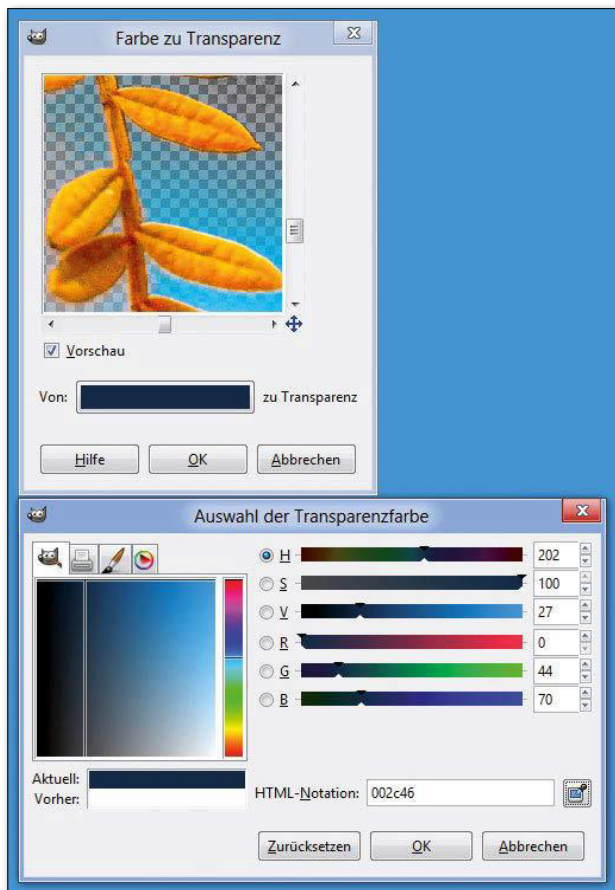 Farbe zu Transparenz
Vorschau
Von: zu Transparenz
Hilfe OK Abbrechen
Auswahl der Transparenzfarbe
H 202
S 100
V 27
R 0
G 44
B 70
Aktuell:
Vorher:
HTML-Notation: 002c46
Zurücksetzen OK Abbrechen